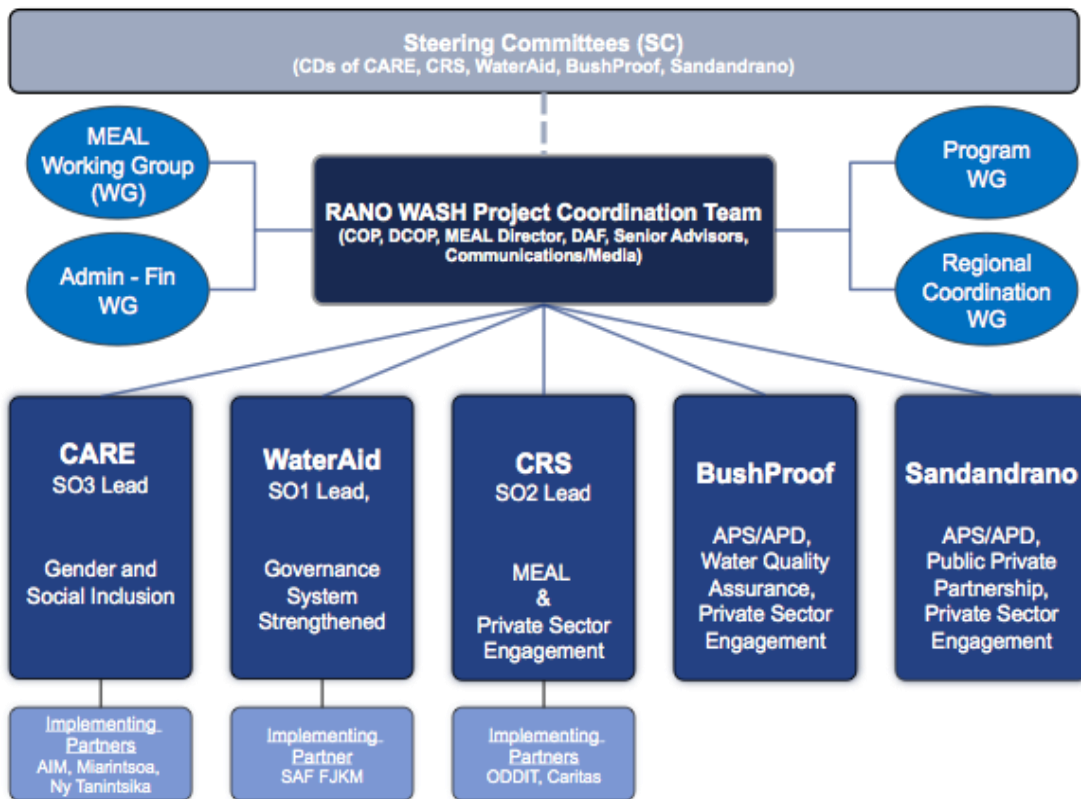 Steering Committees (SC)
(CDs of CARE, CRS, WaterAid, BushProof, Sandandrano)
MEAL
Working Group
(WG)
Admin - Fin
WG
RANO WASH Project Coordination Team
(COP, DCOP, MEAL Director, DAF, Senior Advisors,
Communications/Media)
Program
WG
Regional
Coordination
WG
CARE
SO3 Lead
Gender and
Social Inclusion
WaterAid
SO1 Lead,
Governance
System
Strengthened
CRS
SO2 Lead
MEAL
&
Private Sector
Engagement
BushProof
APS/APD,
Water Quality
Assurance,
Private Sector
Engagement
Sandandrano
APS/APD,
Public Private
Partnership,
Private Sector
Engagement
Implementing
Partners
AIM, Miarintsoa,
Ny Tanintsika
Implementing
Partner
SAF FJKM
Implementing
Partners
ODDIT, Caritas